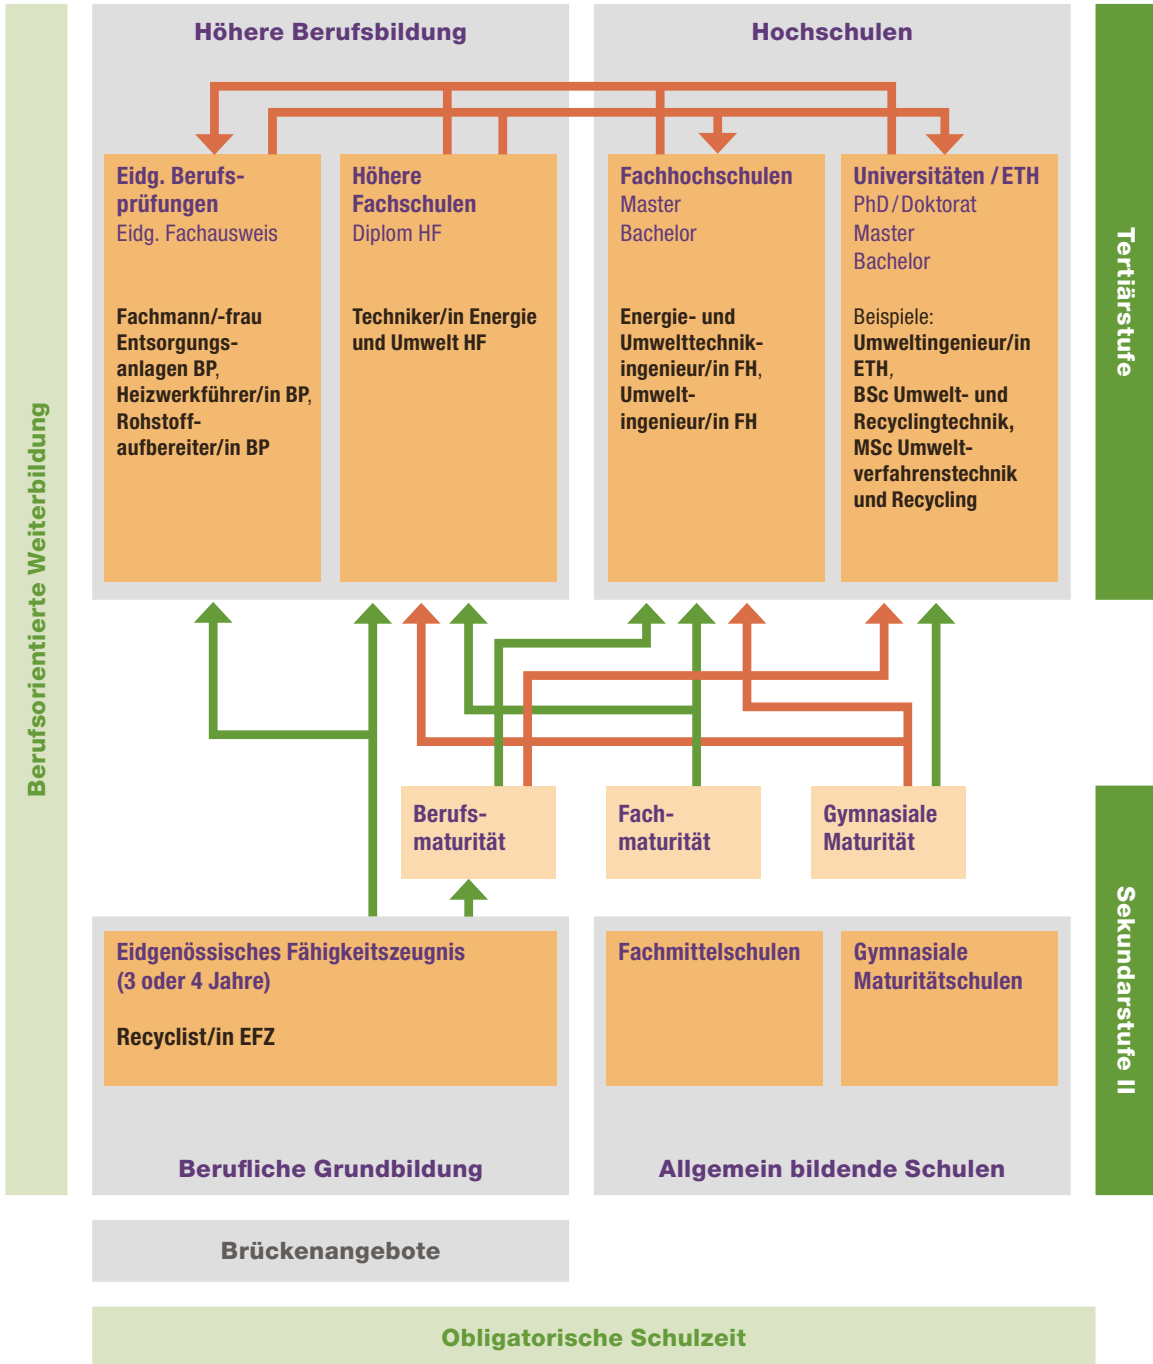 Höhere Berufsbildung
Hochschulen
Eidg. Berufs-
prüfungen
Eidg. Fachausweis
Fachmann/-frau
Entsorgungs-
anlagen BP,
Heizwerkführer/in BP,
Rohstoff-
aufbereiter/in BP
Höhere
Fachschulen
Diplom HF
Techniker/in Energie
und Umwelt HF
Fachhochschulen
Master
Bachelor
Energie- und
Umwelttechnik-
ingenieur/in FH,
Umwelt-
ingenieur/in FH
Universitäten / ETH
PhD/Doktorat
Master
Bachelor
Beispiele:
Umweltingenieur/in
ETH,
BSc Umwelt- und
Recyclingtechnik,
MSc Umwelt-
verfahrenstechnik
und Recycling
Tertiärstufe
Berufsorientierte Weiterbildung
Berufs-
maturität
Fach-
maturität
Gymnasiale
Maturität
Eidgenössisches Fähigkeitszeugnis
(3 oder 4 Jahre)
Recyclist/in EFZ
Fachmittelschulen
Gymnasiale
Maturitätschulen
Sekundarstufe II
Berufliche Grundbildung
Allgemein bildende Schulen
Brückenangebote
Obligatorische Schulzeit